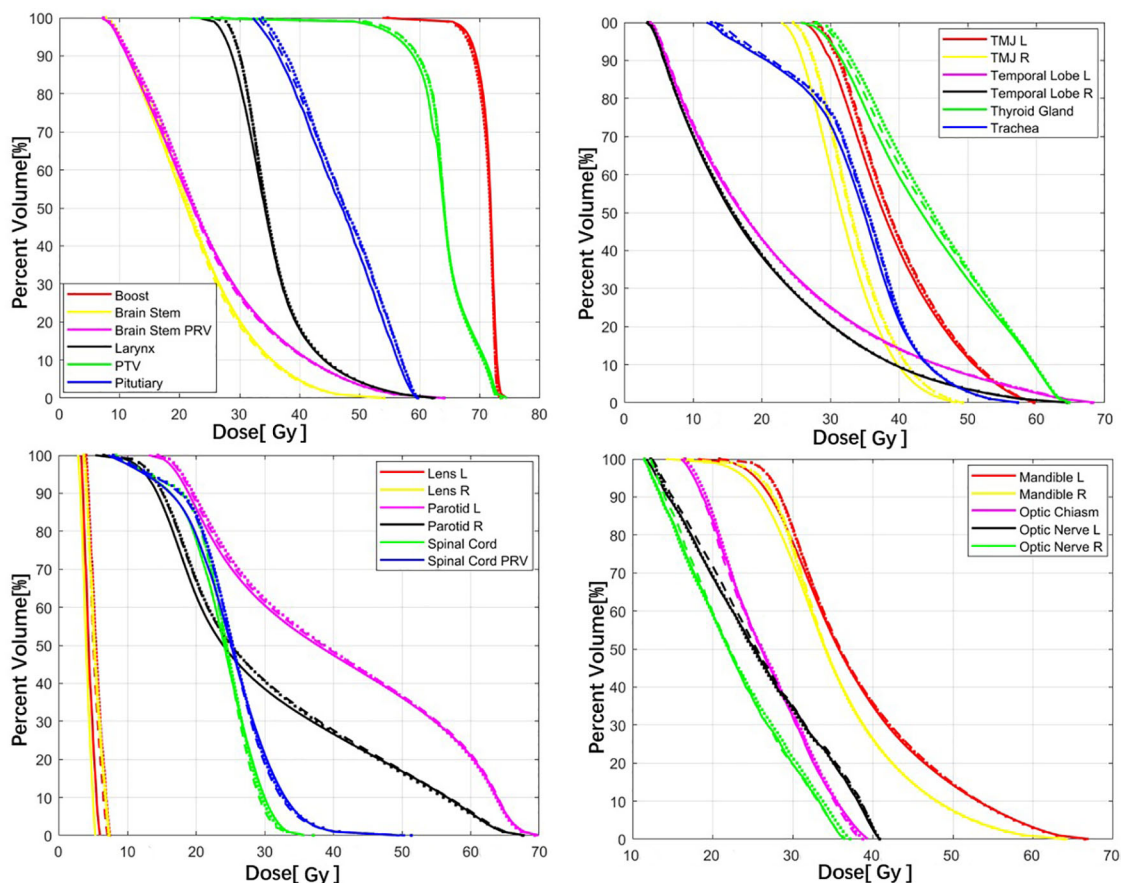 100
90
80
70
60
50
40
30
20
10
0
Percent Volume[%]
Boost
Brain Stem
Brain Stem PRV
Larynx
PTV
Pitutiary
0 10 20 30 40 50 60 70 80
Dose[ Gy ]
00
90
80
70
60
50
40
30
20
10
0
Percent Volume[%]
TMJ L
TMJ R
Temporal Lobe L
Temporal Lobe R
Thyroid Gland
Trachea
0 10 20 30 40 50 60 70
Dose[ Gy ]
100
90
80
70
60
50
40
30
20
10
0
Percent Volume[%]
Lens L
Lens R
Parotid L
Parotid R
Spinal Cord
Spinal Cord PRV
0 10 20 30 40 50 60 70
Dose[ Gy ]
100
90
80
70
60
50
40
30
20
10
0
Percent Volume[%]
Mandible L
Mandible R
Optic Chiasm
Optic Nerve L
Optic Nerve R
10 20 30 40 50 60 70
Dose[ Gy ]